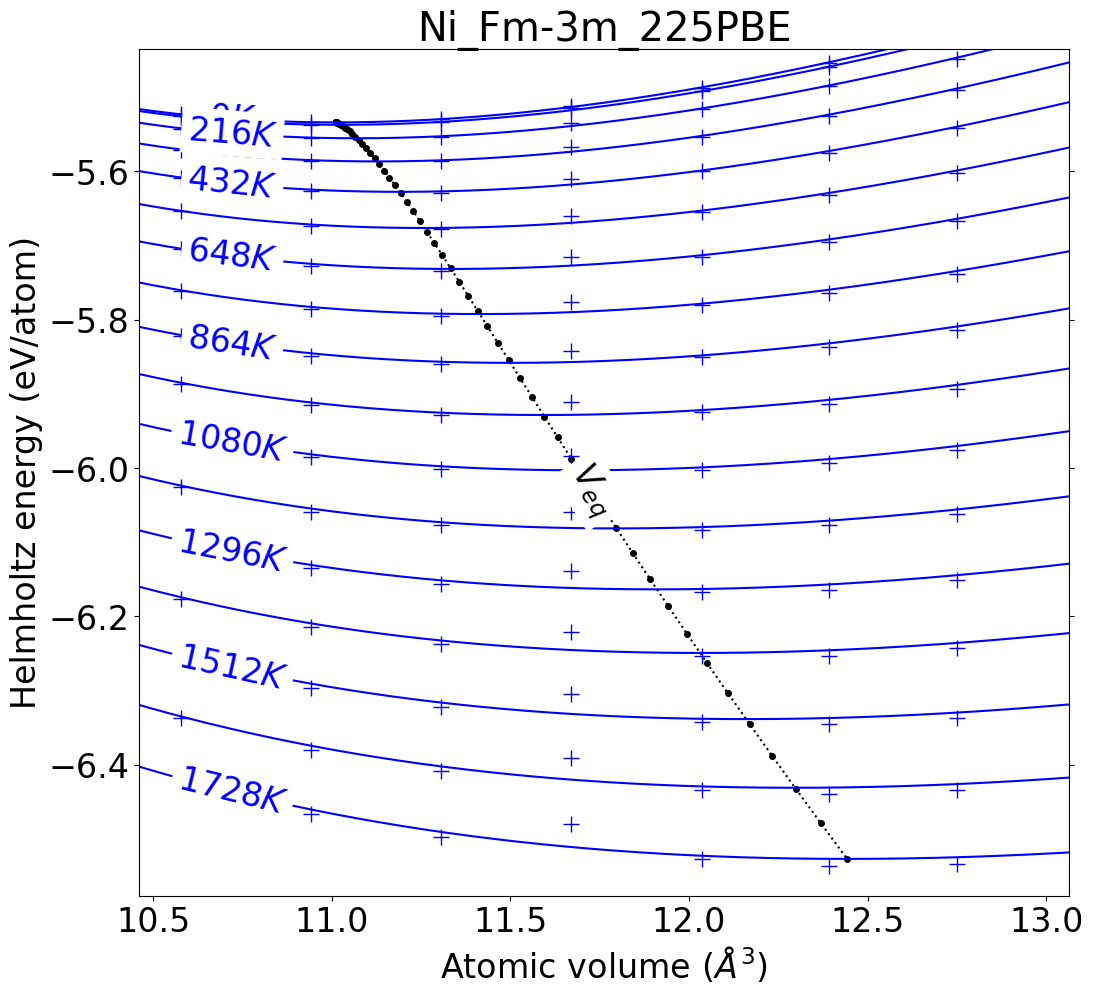 Ni_Fm-3m_225PBE
Helmholtz energy (eV/atom)
−5.6
−5.8
−6.0
−6.2
−6.4
0K
216K
432K
648K
864K
1080K
1296K
1512K
1728K
V_eq
10.5 11.0 11.5 12.0 12.5 13.0
Atomic volume (Å³)